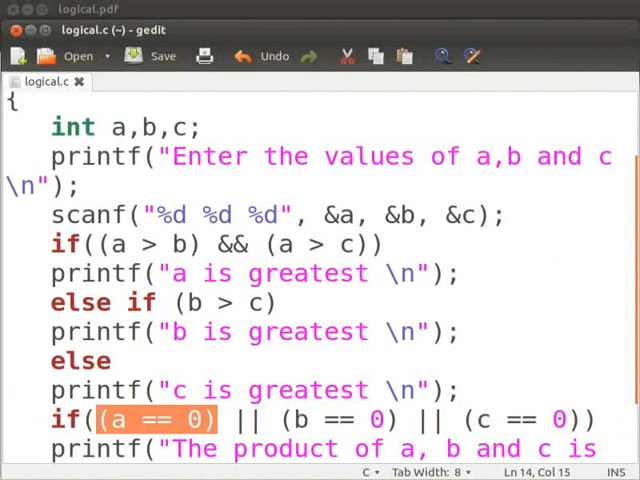 logical.pdf
logical.c (~) - gedit
Open Save Undo
logical.c
{
int a,b,c;
printf("Enter the values of a,b and c
\n");
scanf("%d %d %d", &a, &b, &c);
if((a > b) && (a > c))
printf("a is greatest \n");
else if (b > c)
printf("b is greatest \n");
else
printf("c is greatest \n");
if((a == 0) || (b == 0) || (c == 0))
printf("The product of a, b and c is
C Tab Width: 8 Ln 14, Col 15 INS